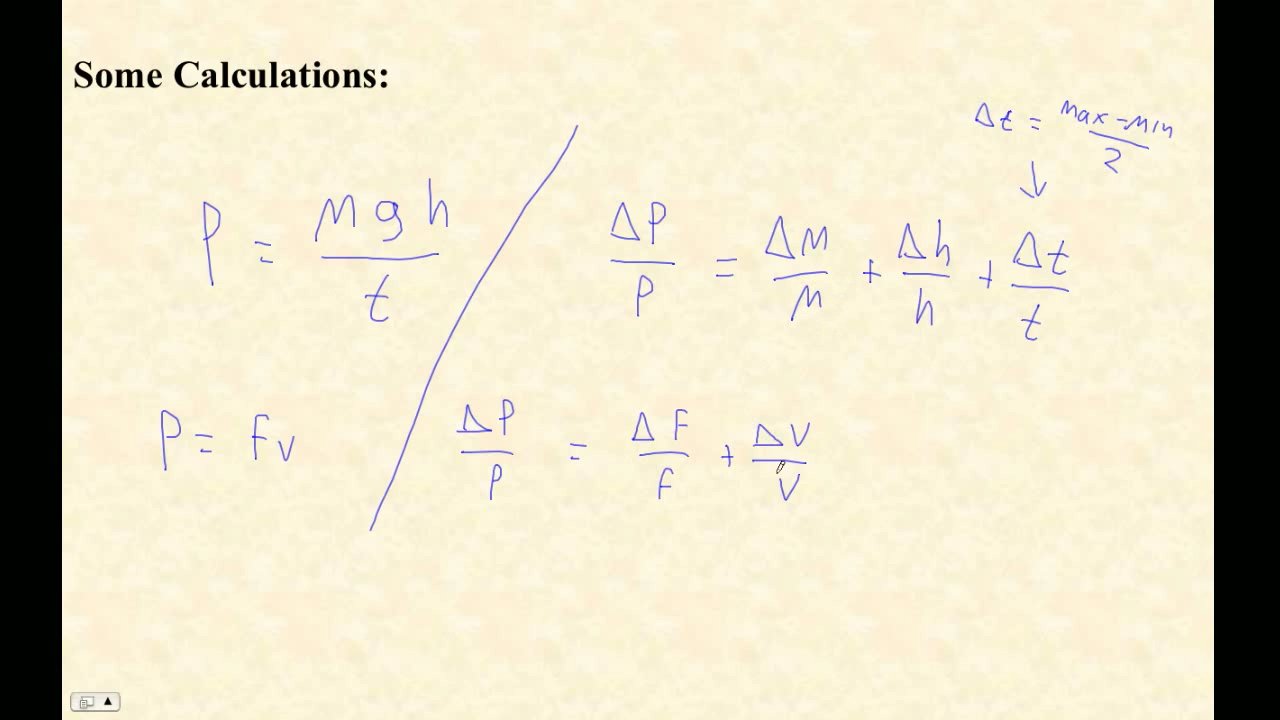 Some Calculations:
Δt = max - min / 2
↓
P = mgh / t
ΔP / P = ΔM / M + Δh / h + Δt / t
P = Fv
ΔP / P = ΔF / F + ΔV / V